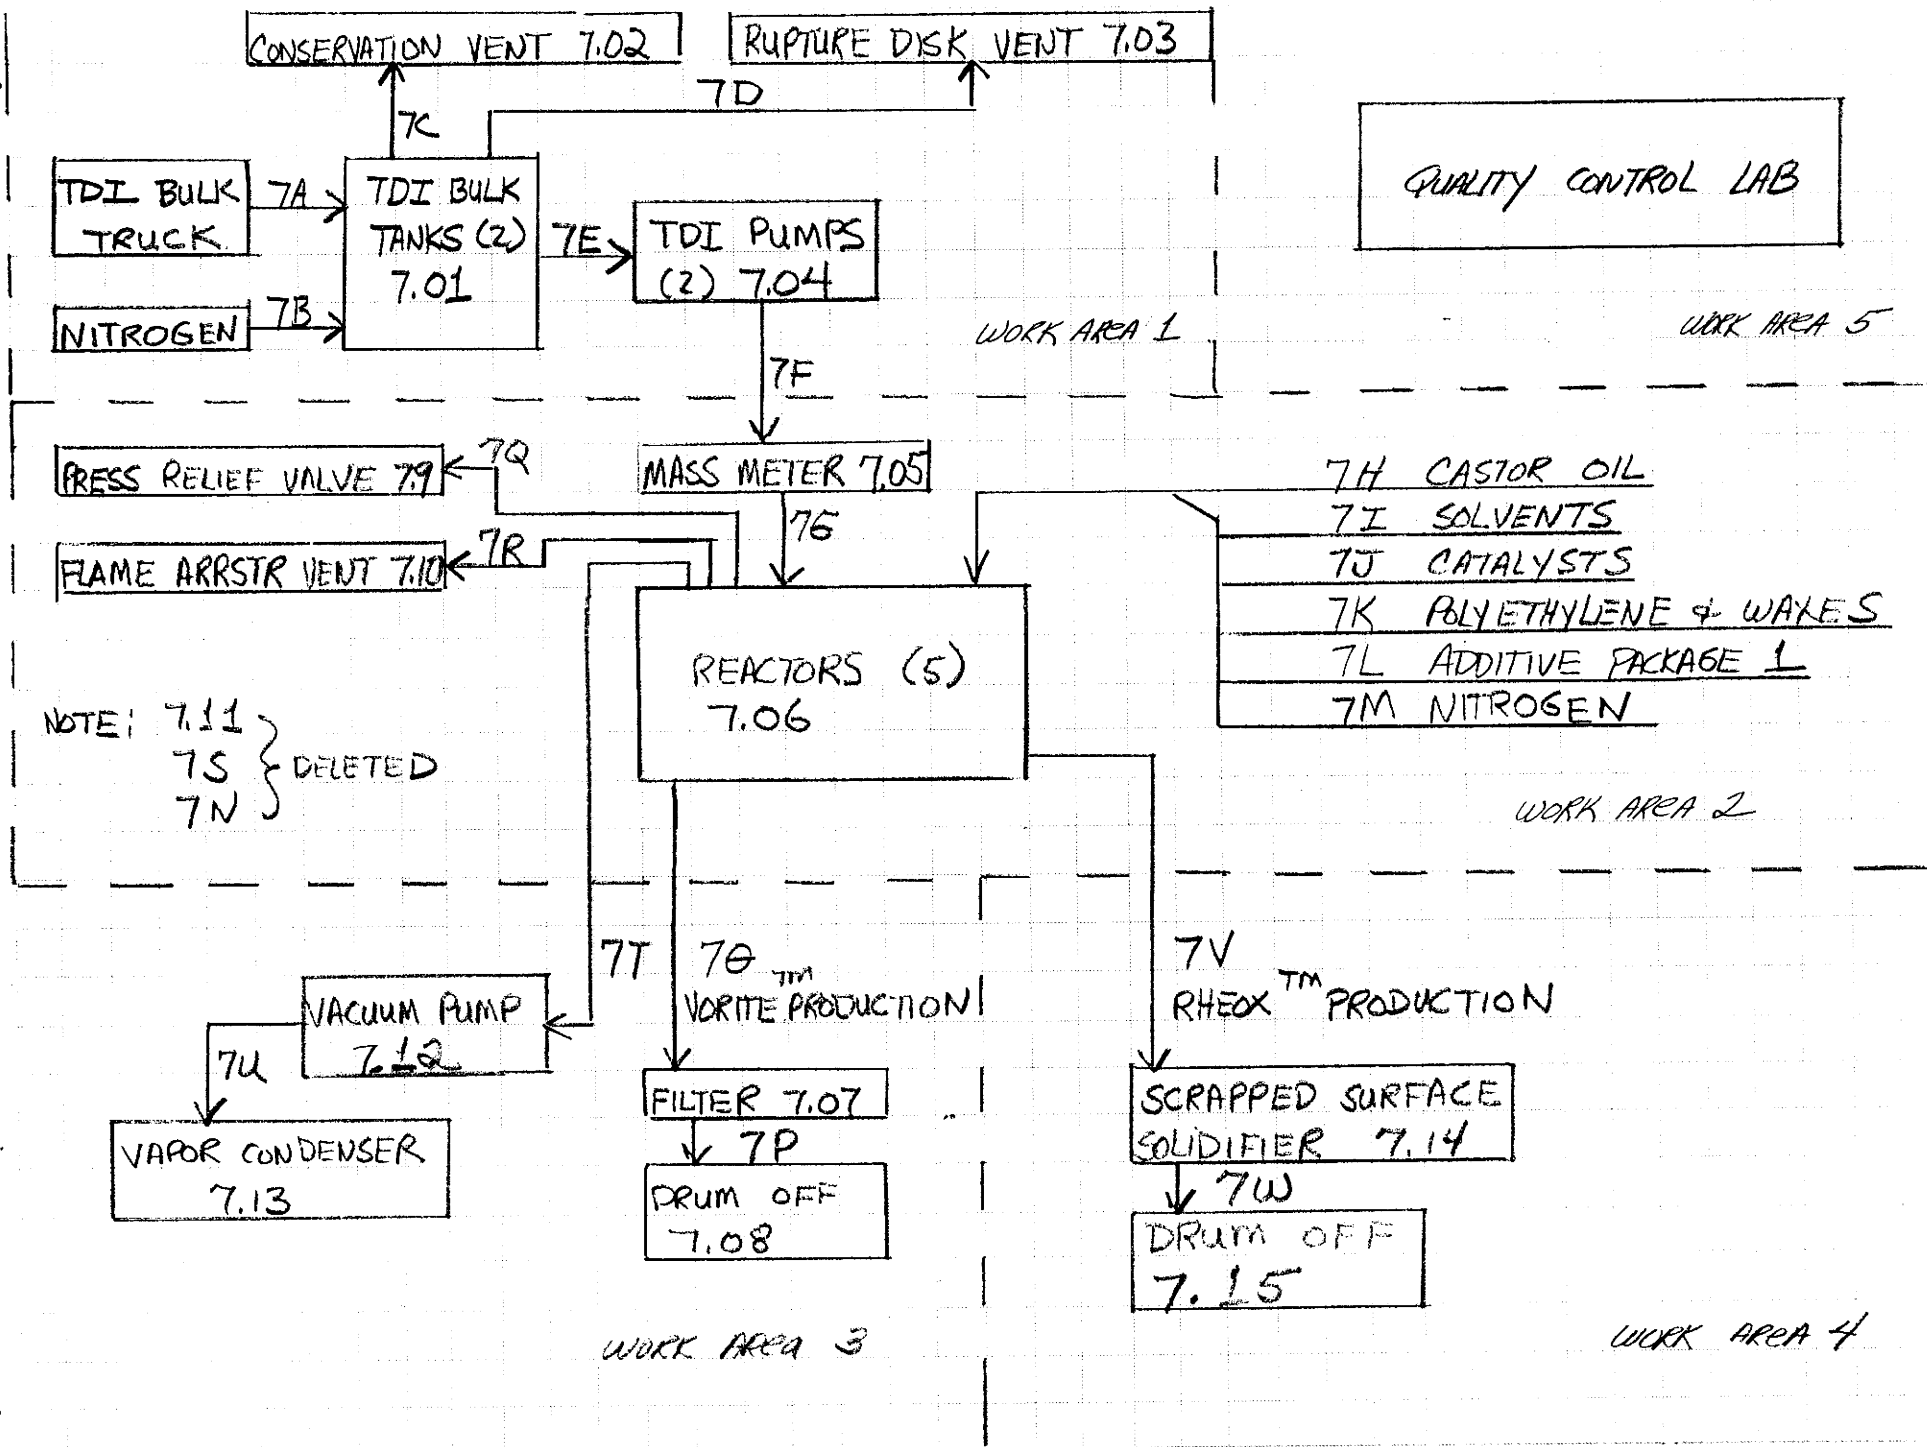 CONSERVATION VENT 7.02
RUPTURE DISK VENT 7.03
7D
7C
QUALITY CONTROL LAB
TDI BULK
TRUCK
7A
TDI BULK
TANKS (2)
7.01
7E
TDI PUMPS
(2) 7.04
NITROGEN
7B
WORK AREA 1
WORK AREA 5
7F
PRESS RELIEF VALVE 7.9
7Q
MASS METER 7.05
7G
FLAME ARRSTR VENT 7.10
7R
7H CASTOR OIL
7I SOLVENTS
7J CATALYSTS
7K POLYETHYLENE & WAXES
7L ADDITIVE PACKAGE 1
7M NITROGEN
REACTORS (5)
7.06
NOTE: 7.11
7S
7N
DELETED
WORK AREA 2
7T
7O
VORITE TM PRODUCTION
7V
RHEOX TM PRODUCTION
VACUUM PUMP
7.12
7U
VAPOR CONDENSER
7.13
FILTER 7.07
7P
DRUM OFF
7.08
SCRAPPED SURFACE
SOLIDIFIER 7.14
7W
DRUM OFF
7.15
WORK AREA 3
WORK AREA 4